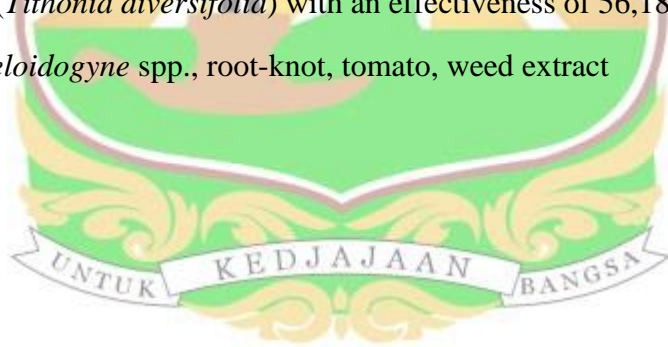 (Tithonia diversifolia) with an effectiveness of 56,18
eloidogyne spp., root-knot, tomato, weed extract
UNTUK KEDJAJAAN BANGSA